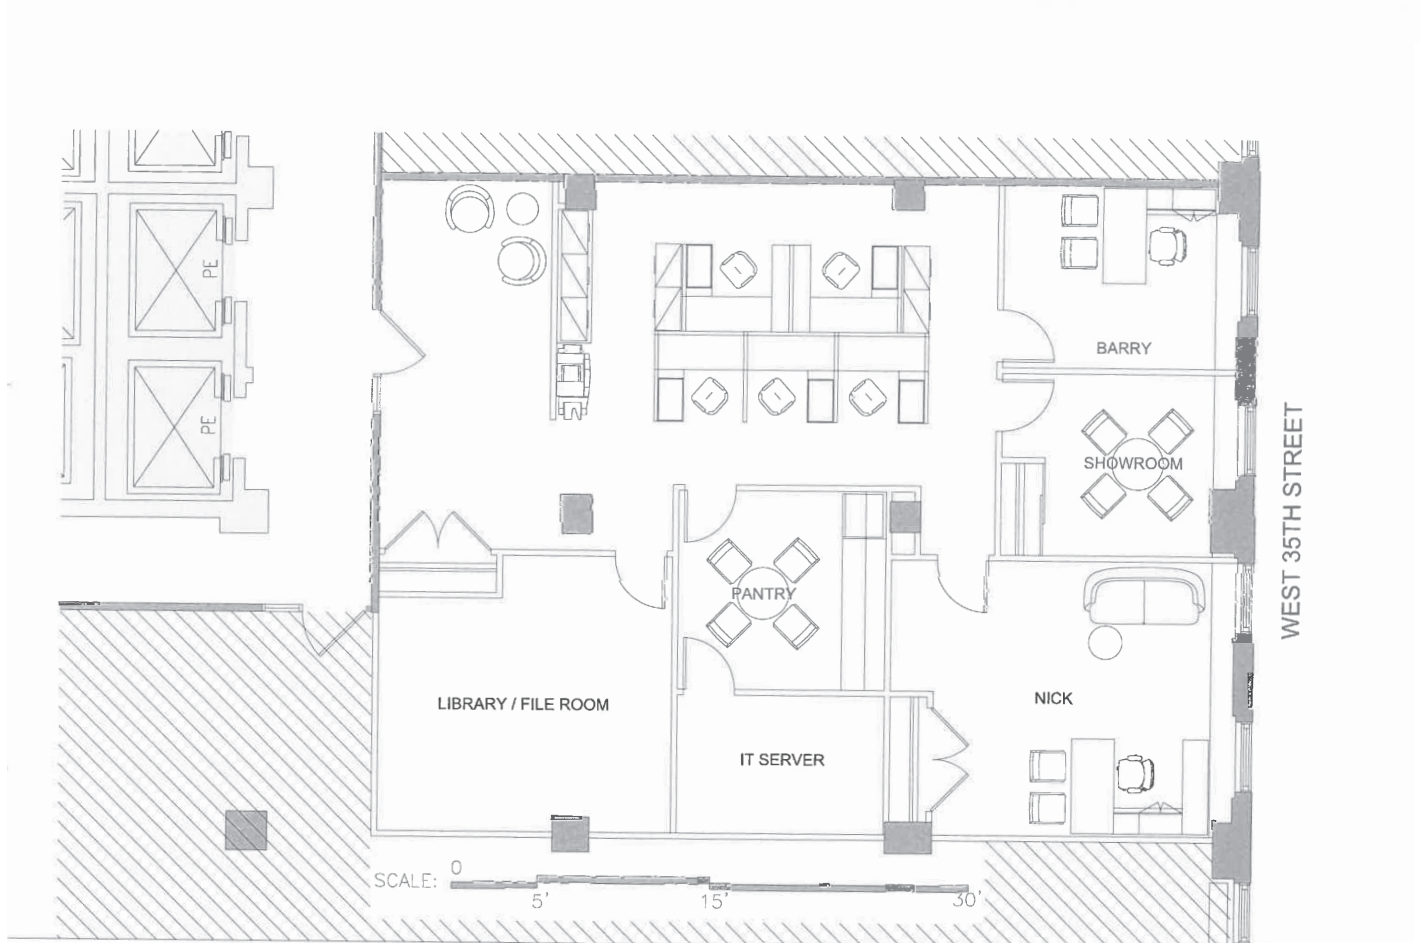 PE
PE
BARRY
SHOWROOM
WEST 35TH STREET
PANTRY
LIBRARY / FILE ROOM
NICK
IT SERVER
SCALE:
0
5'
15'
30'